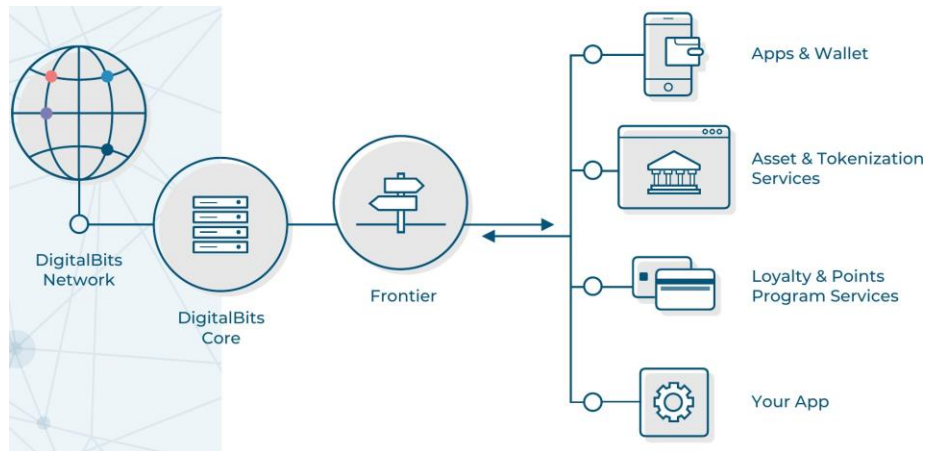 DigitalBits
Network
DigitalBits
Core
Frontier
Apps & Wallet
Asset & Tokenization
Services
Loyalty & Points
Program Services
Your App